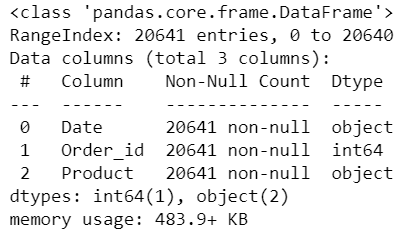 <class 'pandas.core.frame.DataFrame'>
RangeIndex: 20641 entries, 0 to 20640
Data columns (total 3 columns):
 #   Column    Non-Null Count  Dtype
---  ------    --------------  -----
 0   Date      20641 non-null  object
 1   Order_id  20641 non-null  int64
 2   Product   20641 non-null  object
dtypes: int64(1), object(2)
memory usage: 483.9+ KB